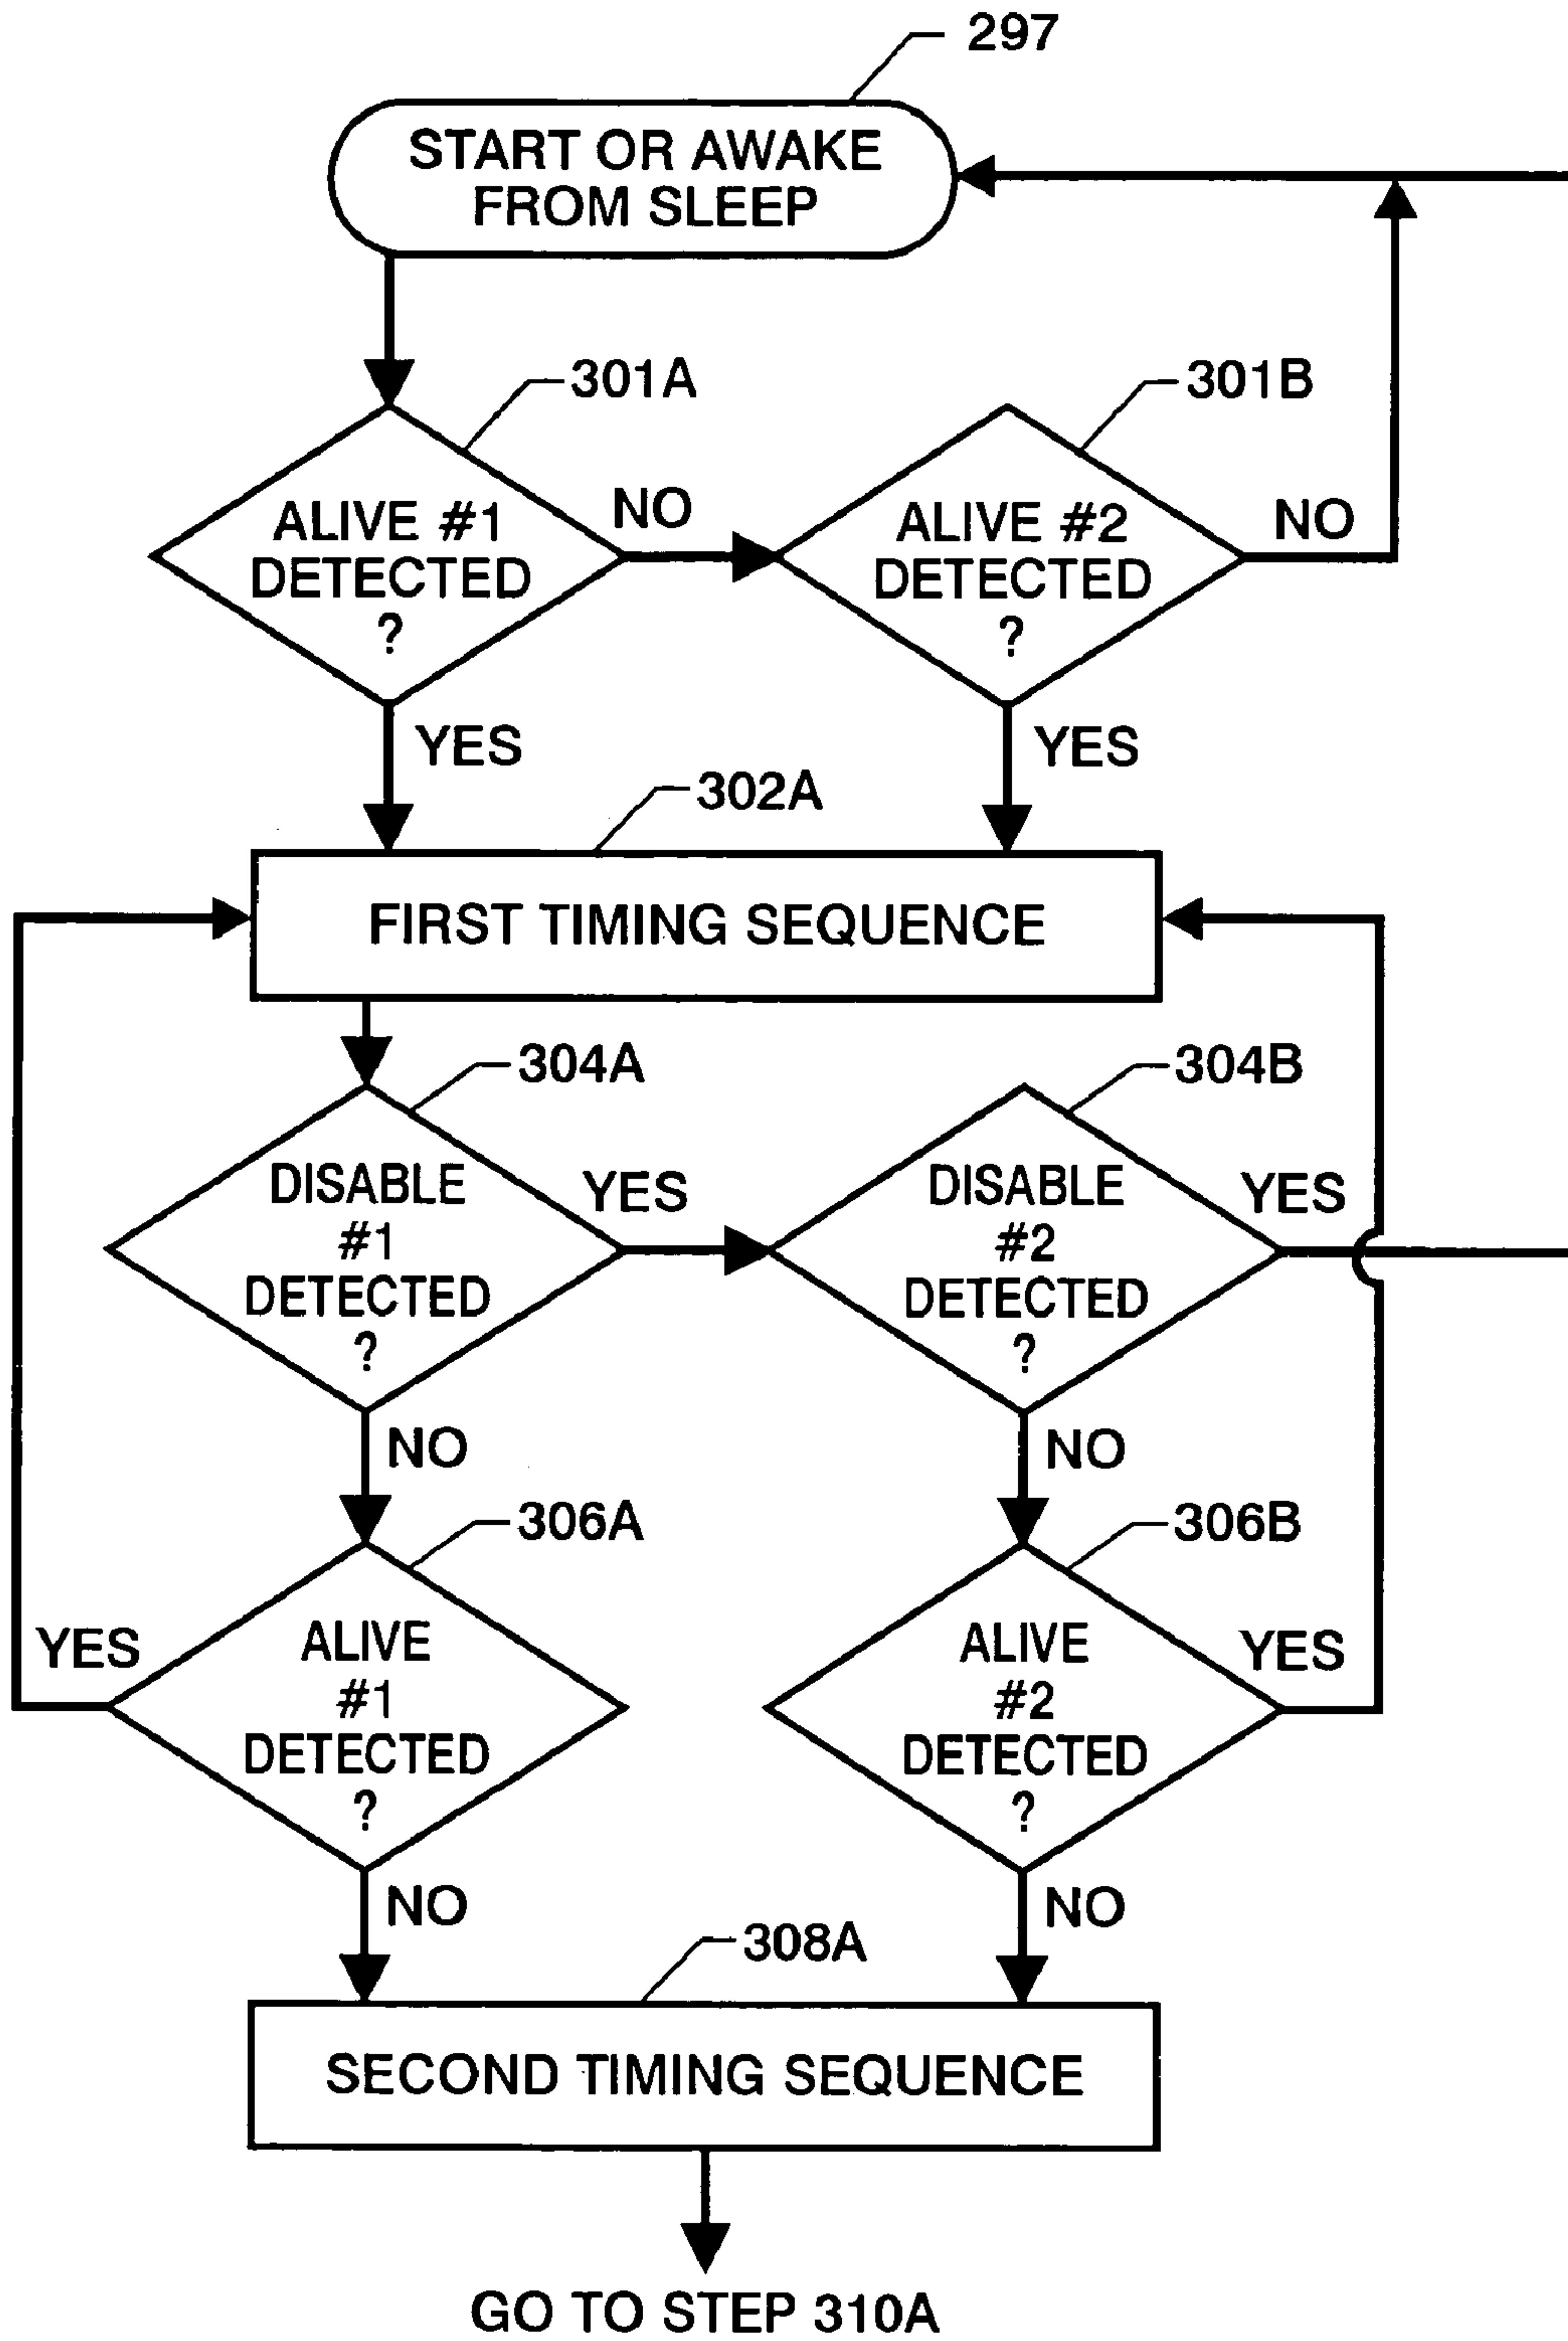 297
START OR AWAKE
FROM SLEEP
301A
301B
ALIVE #1
DETECTED
?
NO
ALIVE #2
DETECTED
?
NO
YES
YES
302A
FIRST TIMING SEQUENCE
304A
304B
DISABLE
#1
DETECTED
?
YES
DISABLE
#2
DETECTED
?
YES
NO
NO
306A
306B
YES
ALIVE
#1
DETECTED
?
ALIVE
#2
DETECTED
?
YES
NO
NO
308A
SECOND TIMING SEQUENCE
GO TO STEP 310A